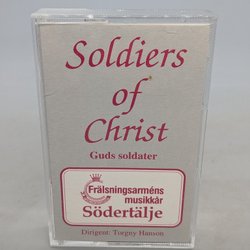 Soldiers
of
Christ
Guds soldater
Frälsningsarméns
musikkår
Södertälje
Dirigent: Torgny Hanson